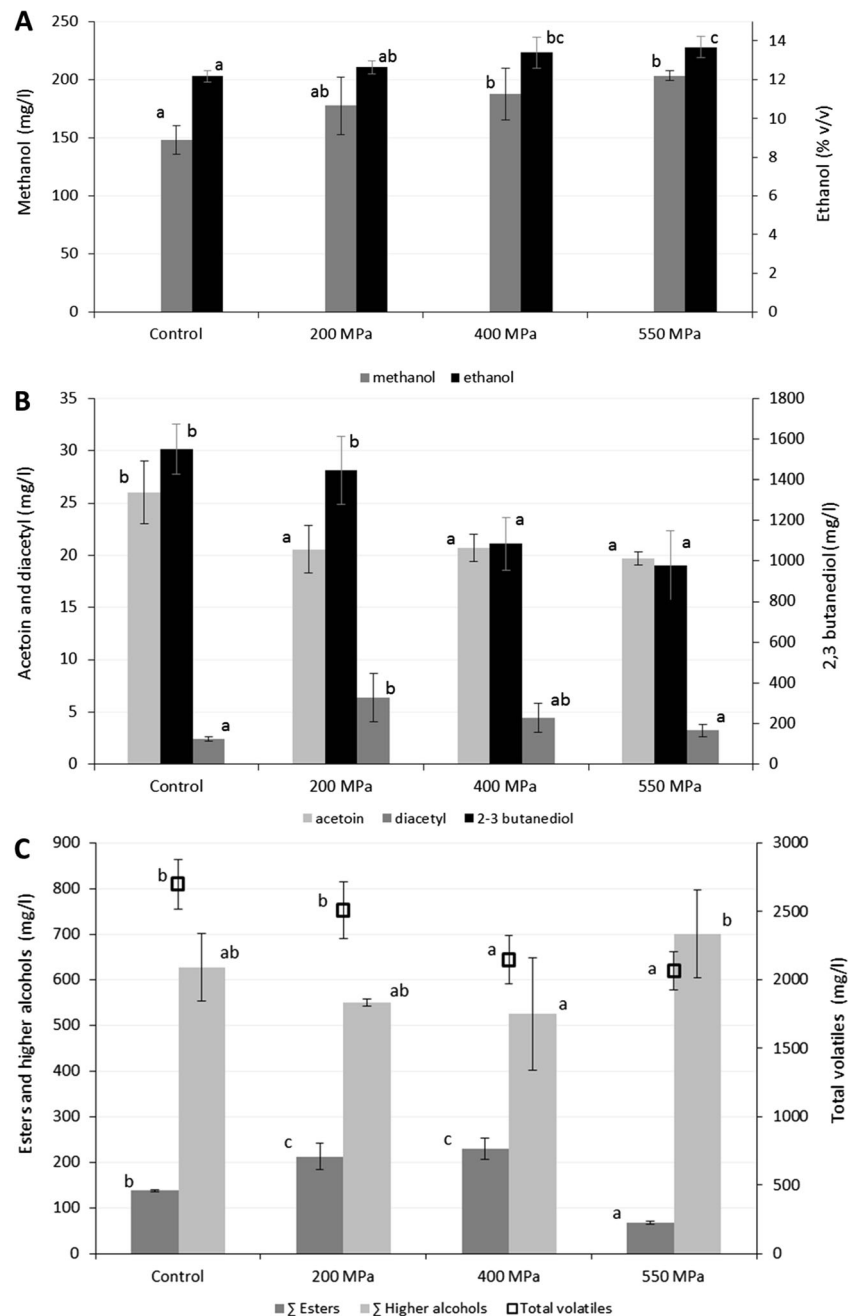 A
Methanol (mg/l)
Ethanol (% v/v)
250
200
150
100
50
0
14
12
10
8
6
4
2
0
a
a
ab
ab
b
bc
b
c
Control
200 MPa
400 MPa
550 MPa
methanol
ethanol
B
Acetoin and diacetyl (mg/l)
2,3 butanediol(mg/l)
35
30
25
20
15
10
5
0
1800
1600
1400
1200
1000
800
600
400
200
0
b
b
a
a
b
b
a
a
ab
a
a
a
Control
200 MPa
400 MPa
550 MPa
acetoin
diacetyl
2-3 butanediol
C
Esters and higher alcohols (mg/l)
Total volatiles (mg/l)
900
800
700
600
500
400
300
200
100
0
3000
2500
2000
1500
1000
500
0
b
b
ab
c
b
ab
c
a
a
a
a
b
Control
200 MPa
400 MPa
550 MPa
∑ Esters
∑ Higher alcohols
Total volatiles